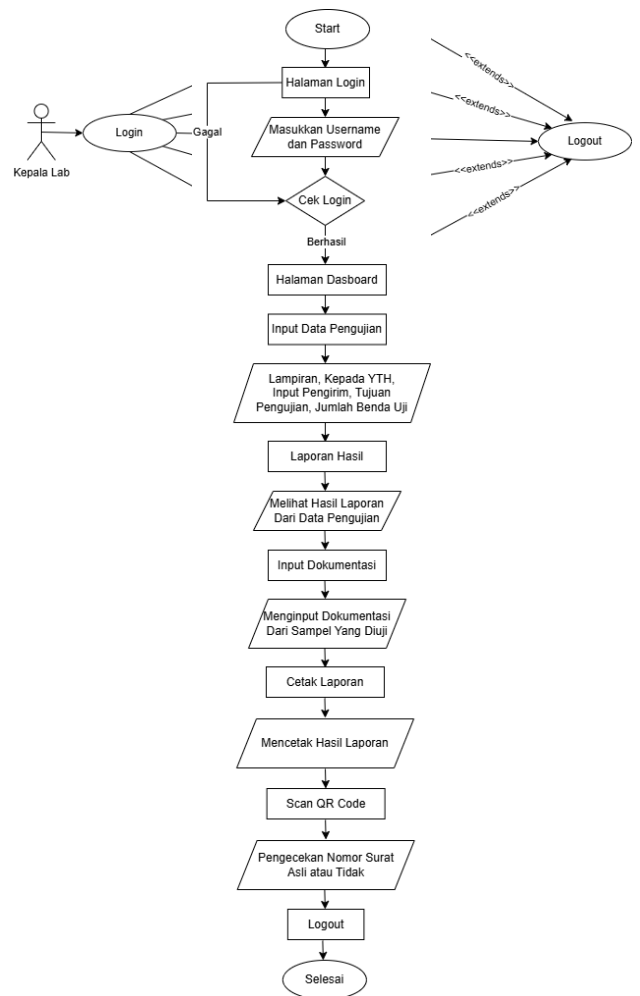 Start
<<extends>>
Halaman Login
<<extends>>
Kepala Lab
Login
Gagal
Masukkan Username
dan Password
Logout
<<extends>>
Cek Login
<<extends>>
Berhasil
Halaman Dasboard
Input Data Pengujian
Lampiran, Kepada YTH,
Input Pengirim, Tujuan
Pengujian, Jumlah Benda Uji
Laporan Hasil
Melihat Hasil Laporan
Dari Data Pengujian
Input Dokumentasi
Menginput Dokumentasi
Dari Sampel Yang Diuji
Cetak Laporan
Mencetak Hasil Laporan
Scan QR Code
Pengecekan Nomor Surat
Asli atau Tidak
Logout
Selesai